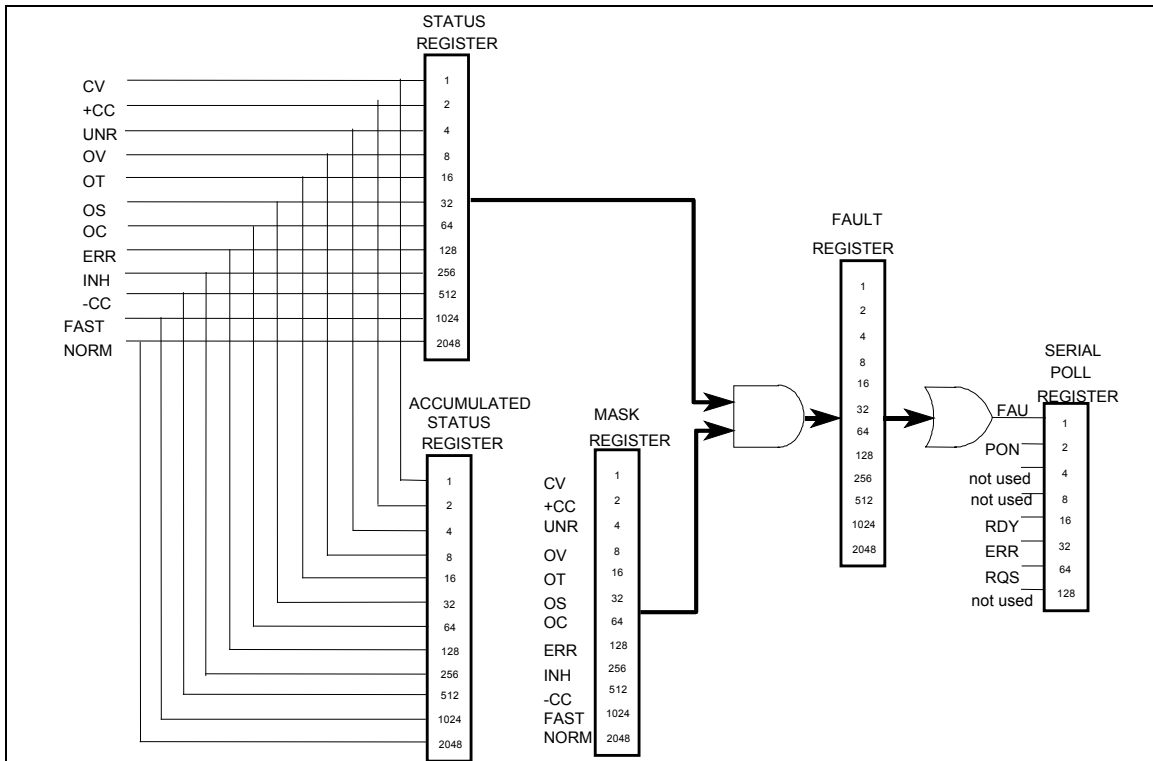 STATUS
REGISTER
CV
+CC
UNR
OV
OT
OS
OC
ERR
INH
-CC
FAST
NORM
1
2
4
8
16
32
64
128
256
512
1024
2048
ACCUMULATED
STATUS
REGISTER
1
2
4
8
16
32
64
128
256
512
1024
2048
MASK
REGISTER
CV
+CC
UNR
OV
OT
OS
OC
ERR
INH
-CC
FAST
NORM
1
2
4
8
16
32
64
128
256
512
1024
2048
FAULT
REGISTER
1
2
4
8
16
32
64
128
256
512
1024
2048
SERIAL
POLL
REGISTER
FAU
PON
not used
not used
RDY
ERR
RQS
not used
1
2
4
8
16
32
64
128